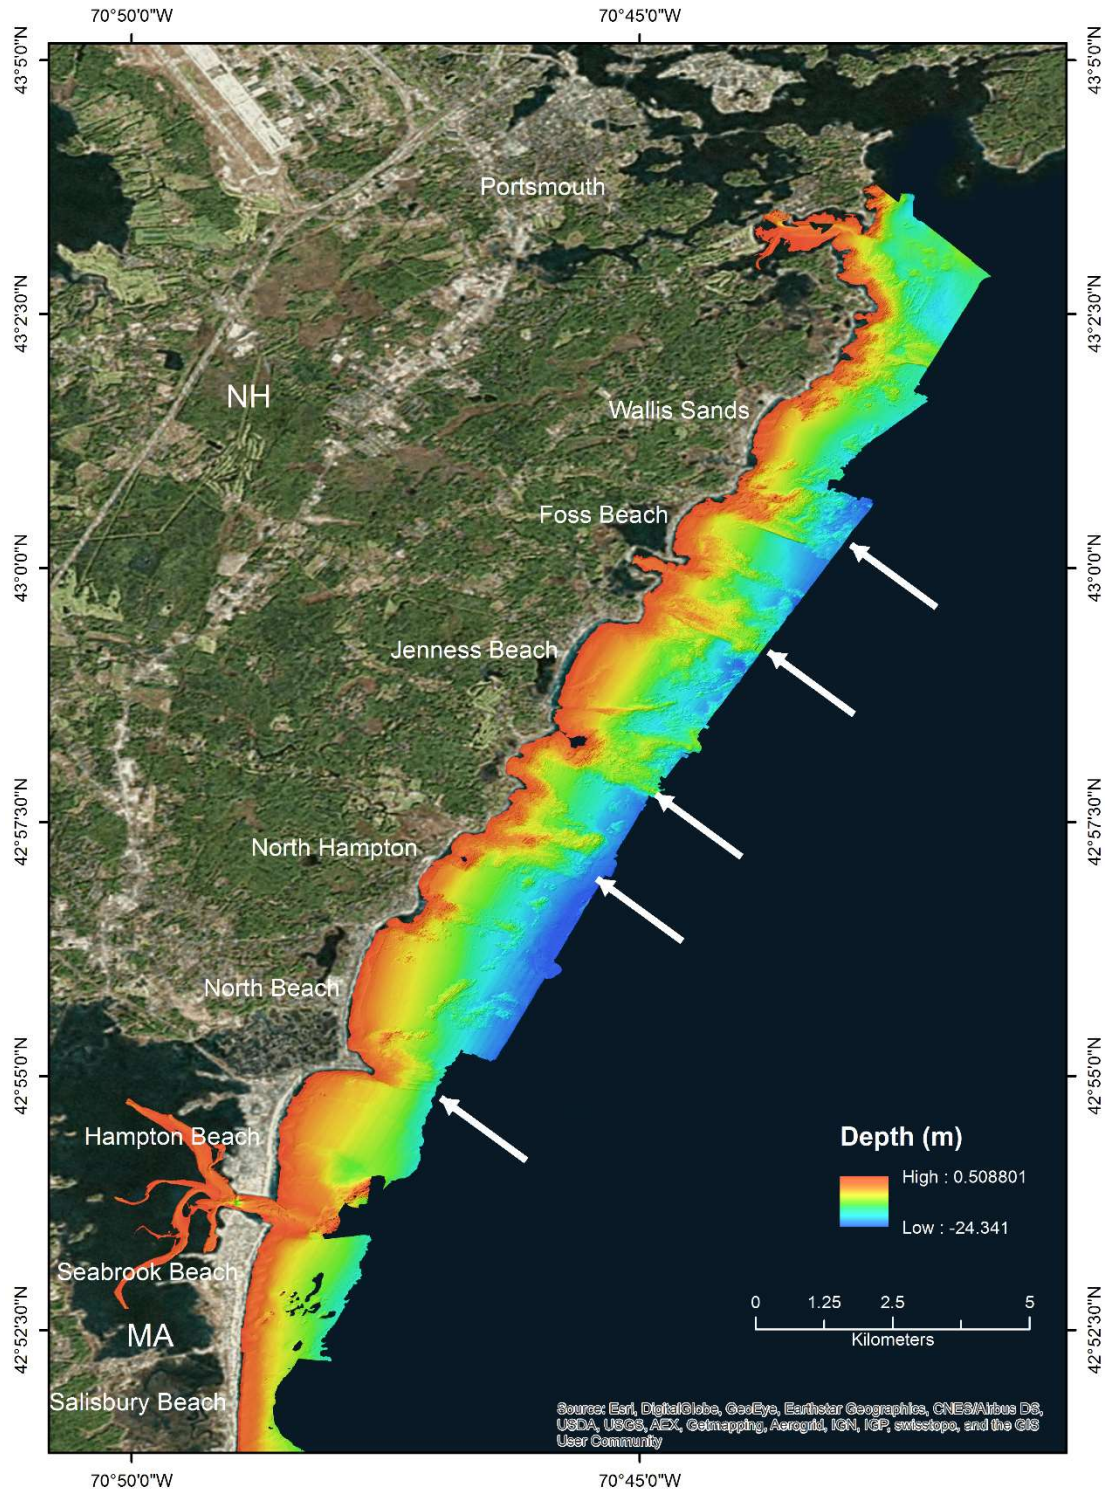 70°50'0"W
70°45'0"W
43°5'0"N
43°5'0"N
Portsmouth
43°2'30"N
43°2'30"N
NH
Wallis Sands
Foss Beach
43°0'0"N
43°0'0"N
Jenness Beach
42°57'30"N
42°57'30"N
North Hampton
North Beach
42°55'0"N
42°55'0"N
Hampton Beach
Depth (m)
High : 0.508801
Low : -24.341
Seabrook Beach
0 1.25 2.5 5
Kilometers
42°52'30"N
42°52'30"N
MA
Salisbury Beach
Source: Esri, DigitalGlobe, GeoEye, Earthstar Geographics, CNES/Airbus DS,
USDA, USGS, AEX, Getmapping, Aerogrid, IGN, IGP, swisstopo, and the GIS
User Community
70°50'0"W
70°45'0"W